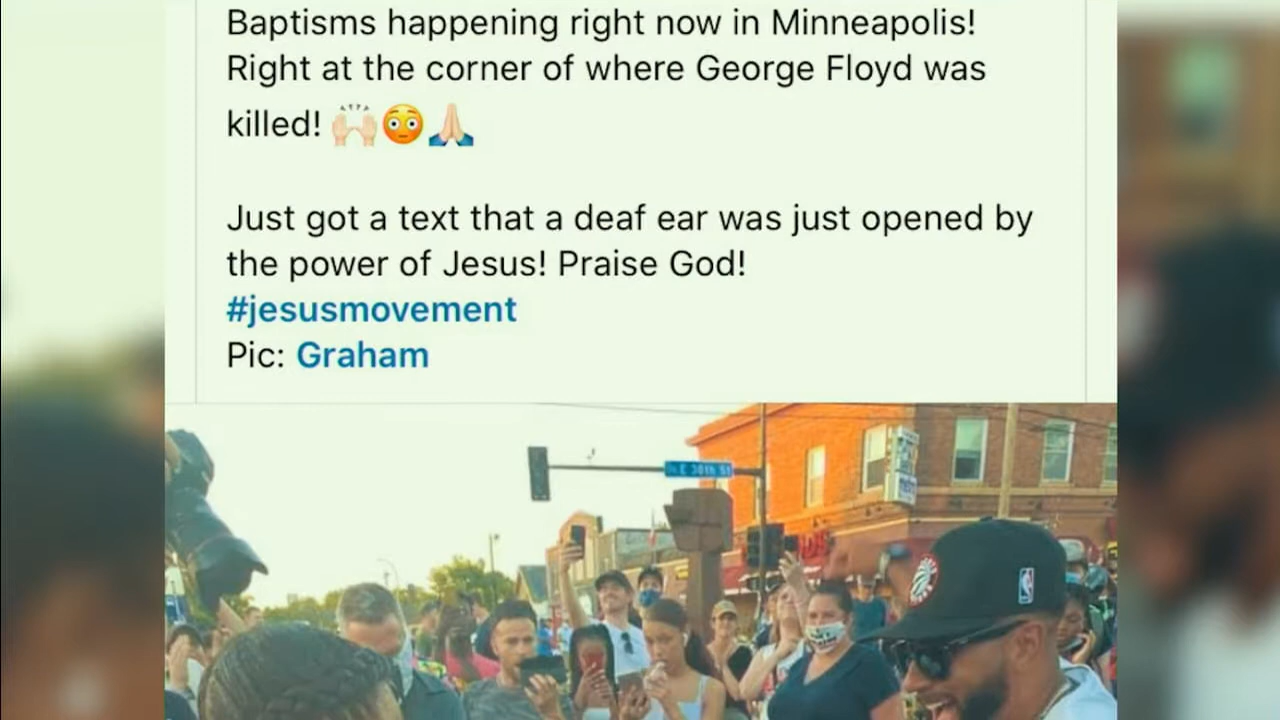 Baptisms happening right now in Minneapolis!
Right at the corner of where George Floyd was
killed! 🙌🏻😳🙏🏻
Just got a text that a deaf ear was just opened by
the power of Jesus! Praise God!
#jesusmovement
Pic: Graham
E 38th St